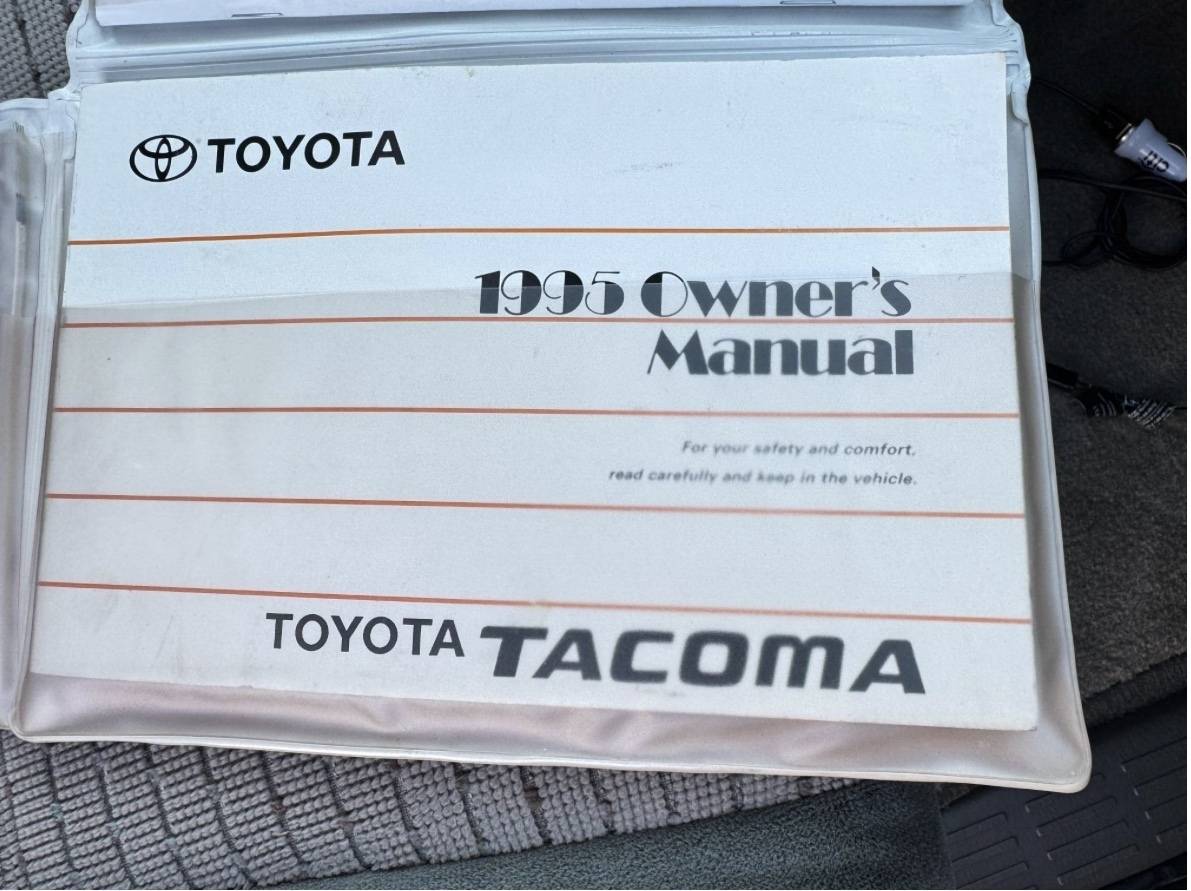 TOYOTA
1995 Owner's
Manual
For your safety and comfort,
read carefully and keep in the vehicle.
TOYOTA TACOMA